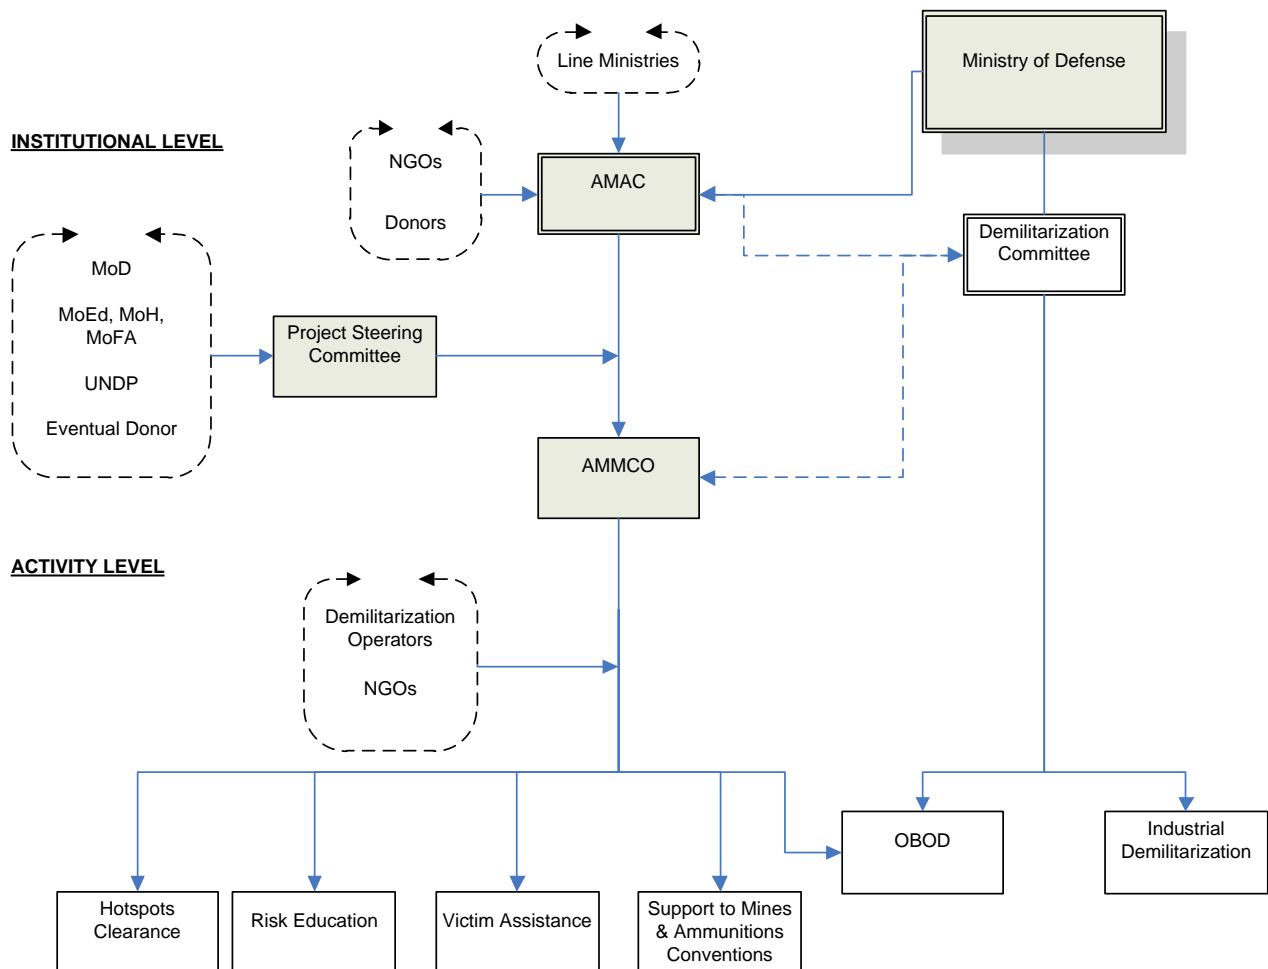 Line Ministries
Ministry of Defense
INSTITUTIONAL LEVEL
NGOs
Donors
AMAC
Demilitarization
Committee
MoD
MoEd, MoH,
MoFA
UNDP
Eventual Donor
Project Steering
Committee
AMMCO
ACTIVITY LEVEL
Demilitarization
Operators
NGOs
OBOD
Industrial
Demilitarization
Hotspots
Clearance
Risk Education
Victim Assistance
Support to Mines
& Ammunitions
Conventions